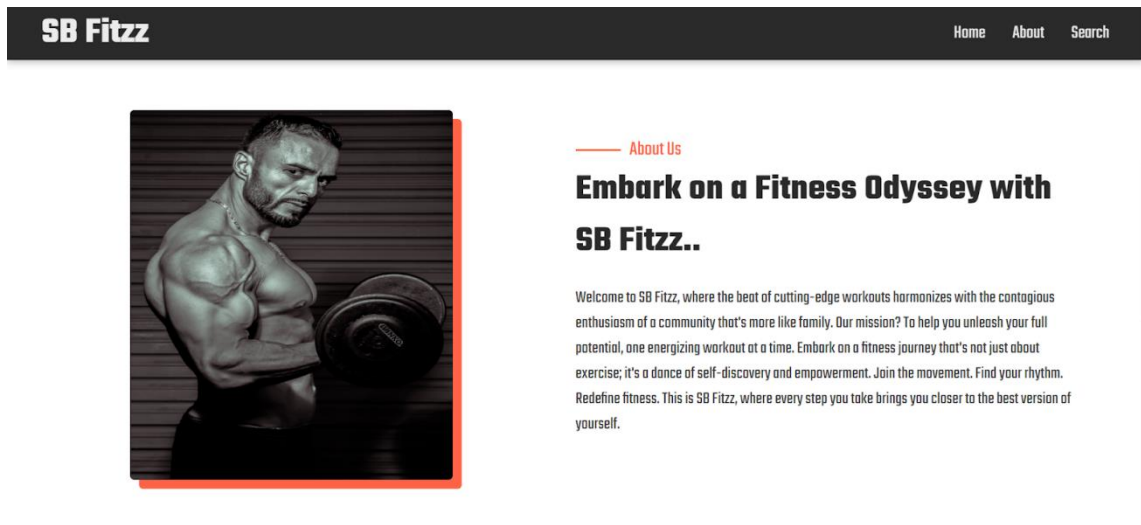 SB Fitzz
Home About Search
About Us
Embark on a Fitness Odyssey with
SB Fitzz..
Welcome to SB Fitzz, where the beat of cutting-edge workouts harmonizes with the contagious
enthusiasm of a community that's more like family. Our mission? To help you unleash your full
potential, one energizing workout at a time. Embark on a fitness journey that's not just about
exercise; it's a dance of self-discovery and empowerment. Join the movement. Find your rhythm.
Redefine fitness. This is SB Fitzz, where every step you take brings you closer to the best version of
yourself.